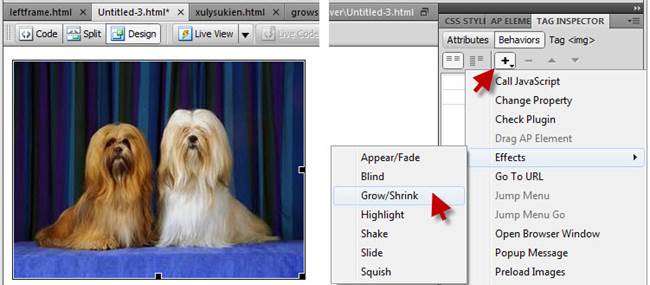 leftframe.html × Untitled-3.html* × xulysukien.html × grows
Code Split Design Live View Live Code
ver\Untitled-3.html
CSS STYL AP ELEME TAG INSPECTOR
Attributes Behaviors Tag <img>
Call JavaScript
Change Property
Check Plugin
Drag AP Element
Effects
Go To URL
Jump Menu
Jump Menu Go
Open Browser Window
Popup Message
Preload Images
Appear/Fade
Blind
Grow/Shrink
Highlight
Shake
Slide
Squish